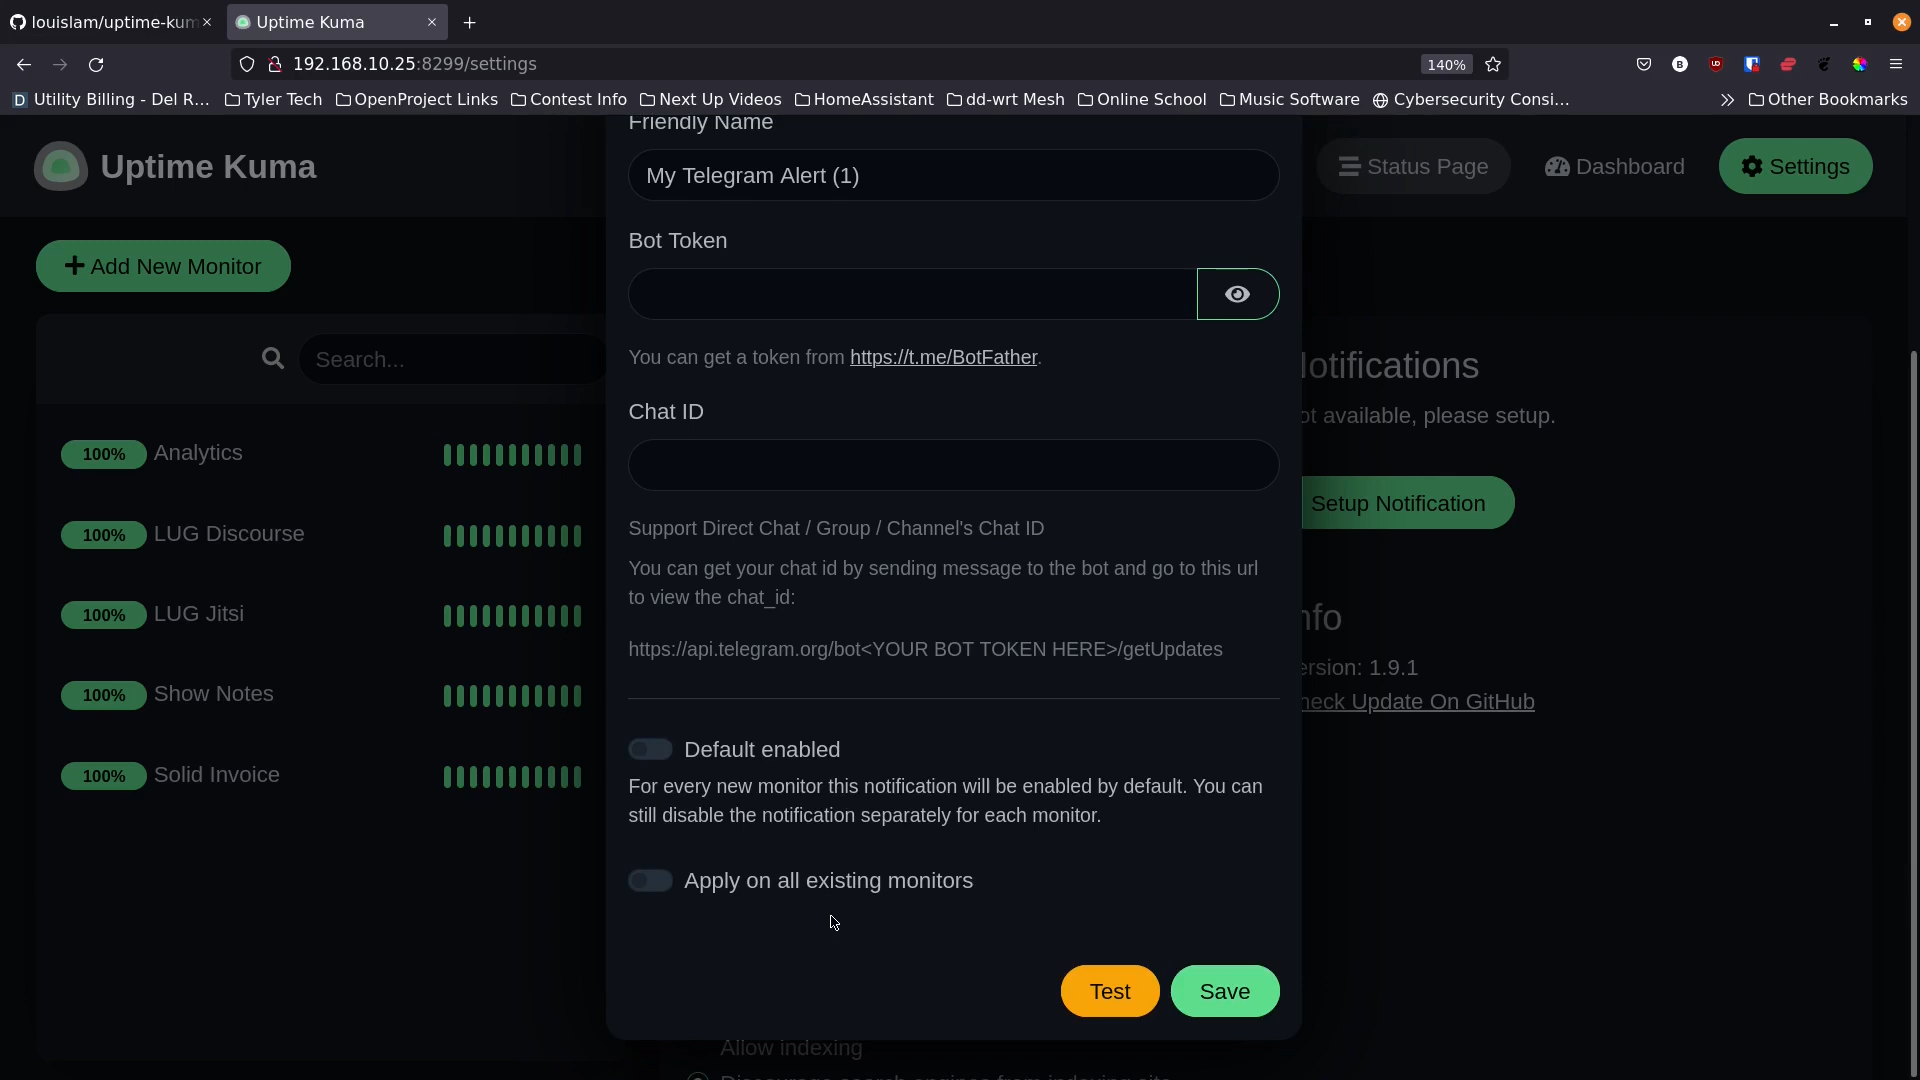 louislam/uptime-kum
Uptime Kuma
192.168.10.25:8299/settings
140%
Utility Billing - Del R...
Tyler Tech
OpenProject Links
Contest Info
Next Up Videos
HomeAssistant
dd-wrt Mesh
Online School
Music Software
Cybersecurity Consi...
Other Bookmarks
Uptime Kuma
Status Page
Dashboard
Settings
Add New Monitor
Search...
100% Analytics
100% LUG Discourse
100% LUG Jitsi
100% Show Notes
100% Solid Invoice
Friendly Name
My Telegram Alert (1)
Bot Token
You can get a token from https://t.me/BotFather.
Chat ID
Support Direct Chat / Group / Channel's Chat ID
You can get your chat id by sending message to the bot and go to this url
to view the chat_id:
https://api.telegram.org/bot<YOUR BOT TOKEN HERE>/getUpdates
Default enabled
For every new monitor this notification will be enabled by default. You can
still disable the notification separately for each monitor.
Apply on all existing monitors
Test
Save
otifications
ot available, please setup.
Setup Notification
nfo
ersion: 1.9.1
heck Update On GitHub
Allow indexing
Discourage search engines from indexing site